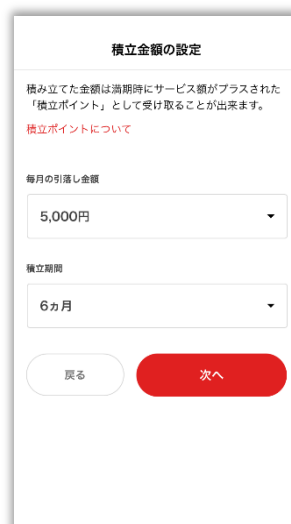 積立金額の設定
積み立てた金額は満期時にサービス額がプラスされた
「積立ポイント」として受け取ることが出来ます。
積立ポイントについて
毎月の引落し金額
5,000円
積立期間
6ヵ月
戻る
次へ